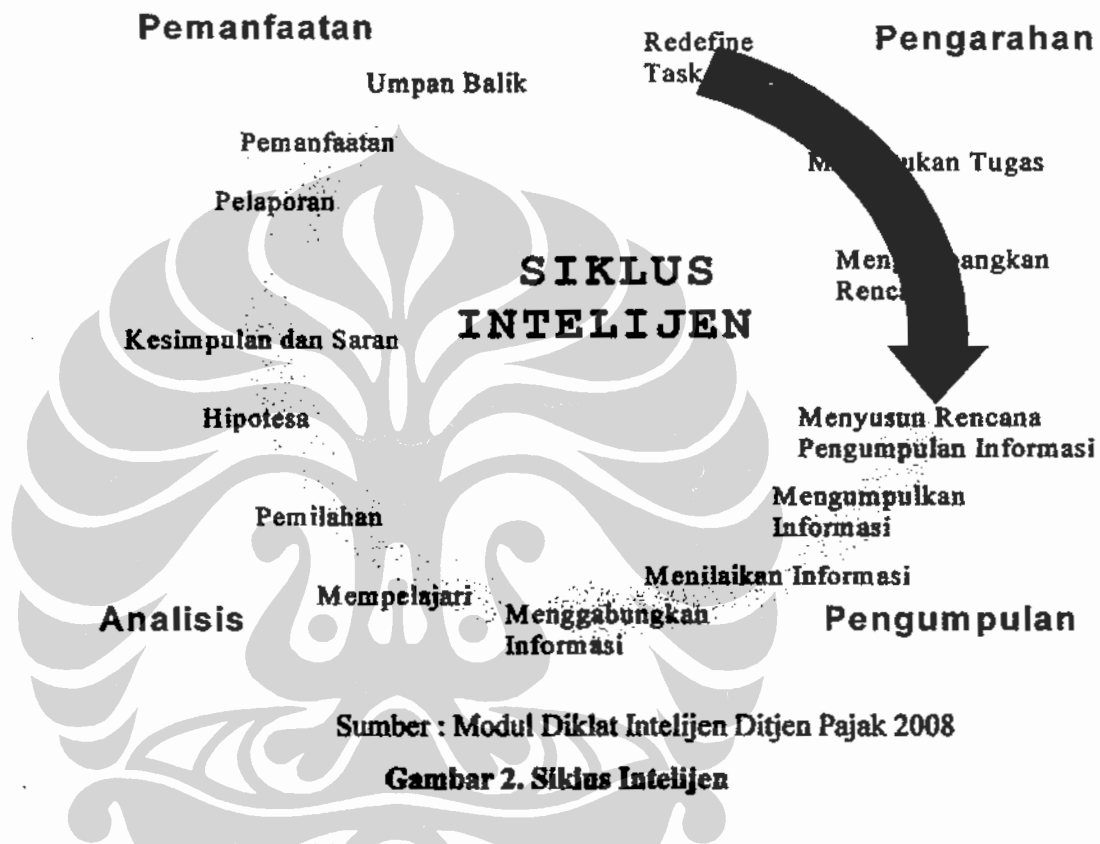 Pemanfaatan
Pengarahan
Redefine
Task
Umpan Balik
Pemanfaatan
Tugas
Pelaporan
SIKLUS
INTELIJEN
Kesimpulan dan Saran
Hipotesa
Menyusun Rencana
Pengumpulan Informasi
Mengumpulkan
Informasi
Pemilahan
Menilaikan Informasi
Mempelajari
Menggabungkan
Informasi
Analisis
Pengumpulan
Sumber : Modul Diklat Intelijen Ditjen Pajak 2008
Gambar 2. Siklus Intelijen